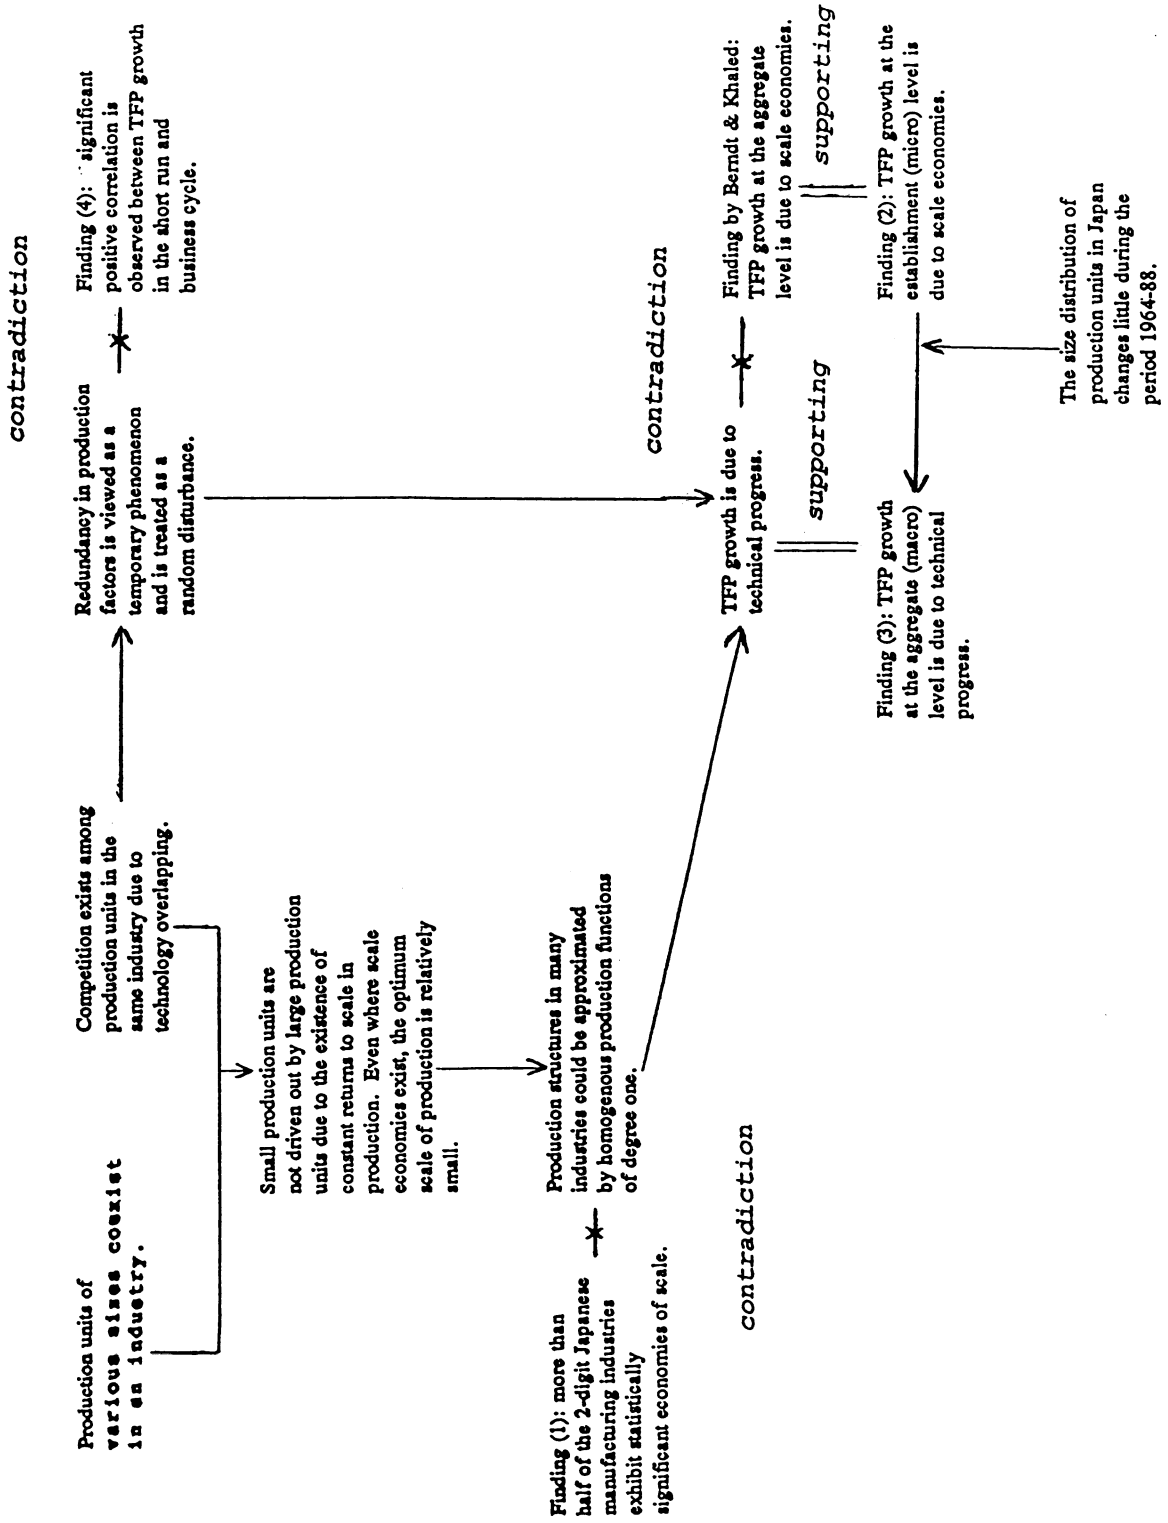 Production units of
various sizes coexist
in an industry.
Competition exists among
production units in the
same industry due to
technology overlapping.
Redundancy in production
factors is viewed as a
temporary phenomenon
and is treated as a
random disturbance.
contradiction
Finding (4): significant
positive correlation is
observed between TFP growth
in the short run and
business cycle.
Small production units are
not driven out by large production
units due to the existence of
constant returns to scale in
production. Even where scale
economies exist, the optimum
scale of production is relatively
small.
Finding (1): more than
half of the 2-digit Japanese
manufacturing industries
exhibit statistically
significant economies of scale.
contradiction
Production structures in many
industries could be approximated
by homogenous production functions
of degree one.
TFP growth is due to
technical progress.
contradiction
Finding by Berndt & Khaled:
TFP growth at the aggregate
level is due to scale economies.
supporting
supporting
Finding (3): TFP growth
at the aggregate (macro)
level is due to technical
progress.
Finding (2): TFP growth at the
establishment (micro) level is
due to scale economies.
The size distribution of
production units in Japan
changes little during the
period 1964-88.